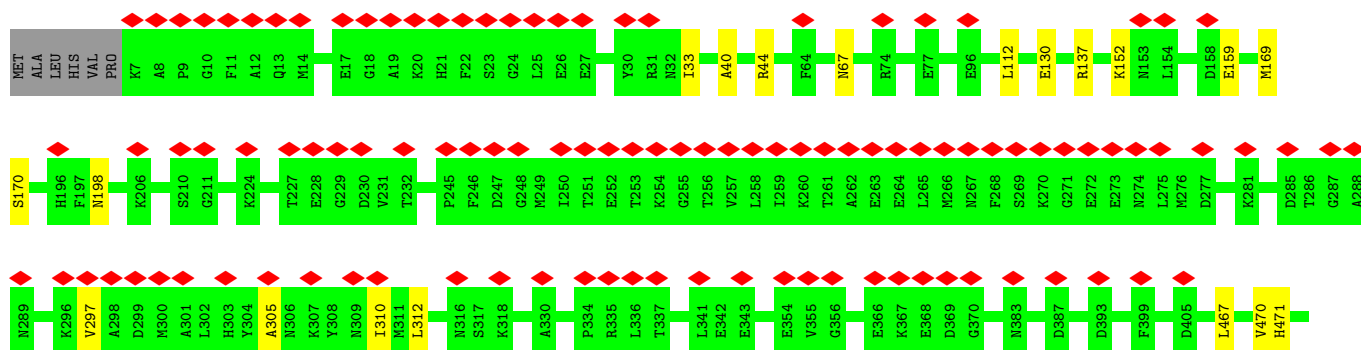 MET ALA LEU HIS VAL PRO K7 A8 P9 G10 F11 A12 Q13 M14 E17 G18 A19 K20 H21 F22 S23 G24 L25 E26 E27 Y30 R31 N32 I33 A40 R44 F64 N67 R74 E77 E96 L112 E130 R137 K152 N153 L154 D158 E159 M169
S170 H196 F197 N198 K206 S210 G211 K224 T227 E228 G229 D230 V231 T232 P245 F246 D247 G248 M249 I250 T251 E252 T253 K254 G255 T256 V257 L258 I259 K260 T261 A262 E263 E264 L265 M266 N267 F268 S269 K270 G271 E272 E273 N274 L275 M276 D277 K281 D285 T286 G287 A288
N289 K296 V297 A298 D299 M300 A301 L302 H303 Y304 A305 N306 K307 Y308 N309 I310 M311 L312 N316 S317 K318 A330 P334 R335 L336 T337 L341 E342 E343 E354 V355 G356 E366 K367 E368 D369 G370 N383 D387 D393 F399 D405 L467 V470 H471